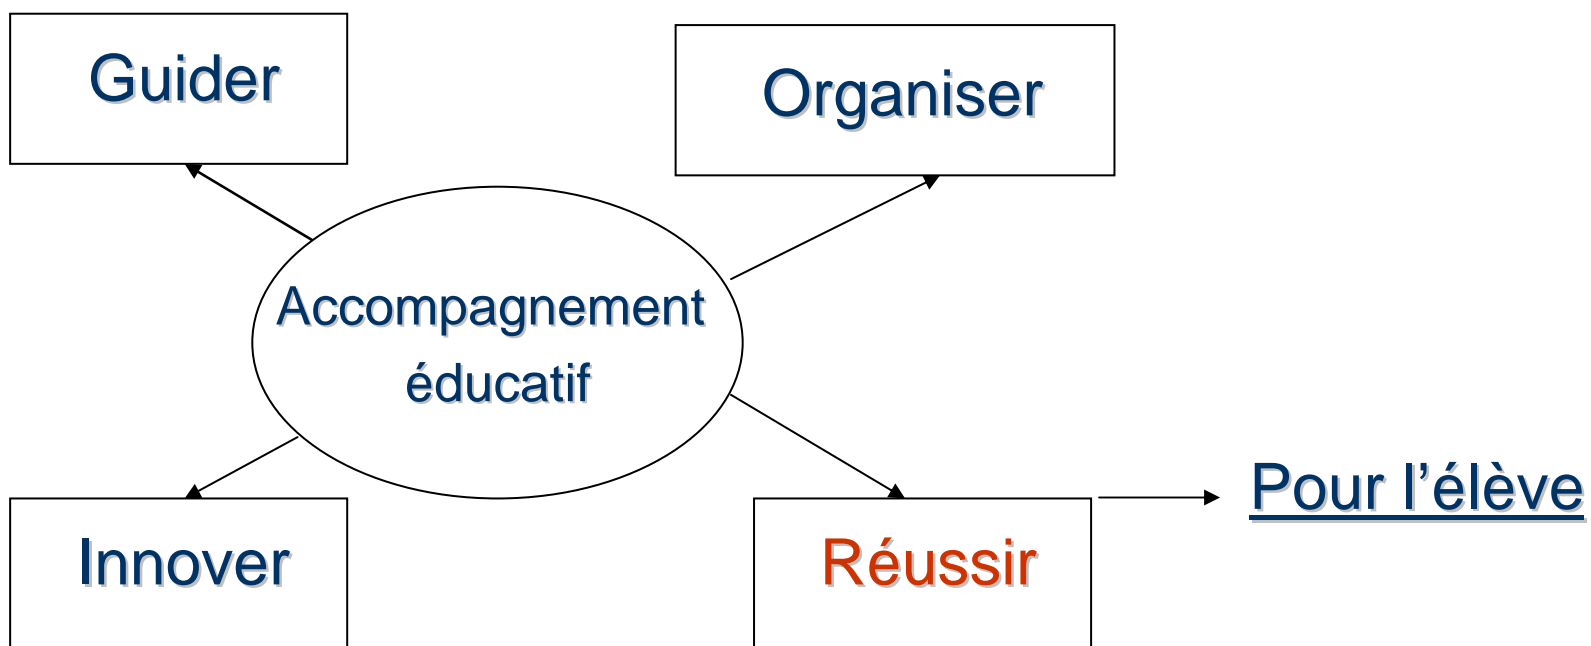 Guider
Organiser
Accompagnement
éducatif
Innover
Réussir
Pour l’élève